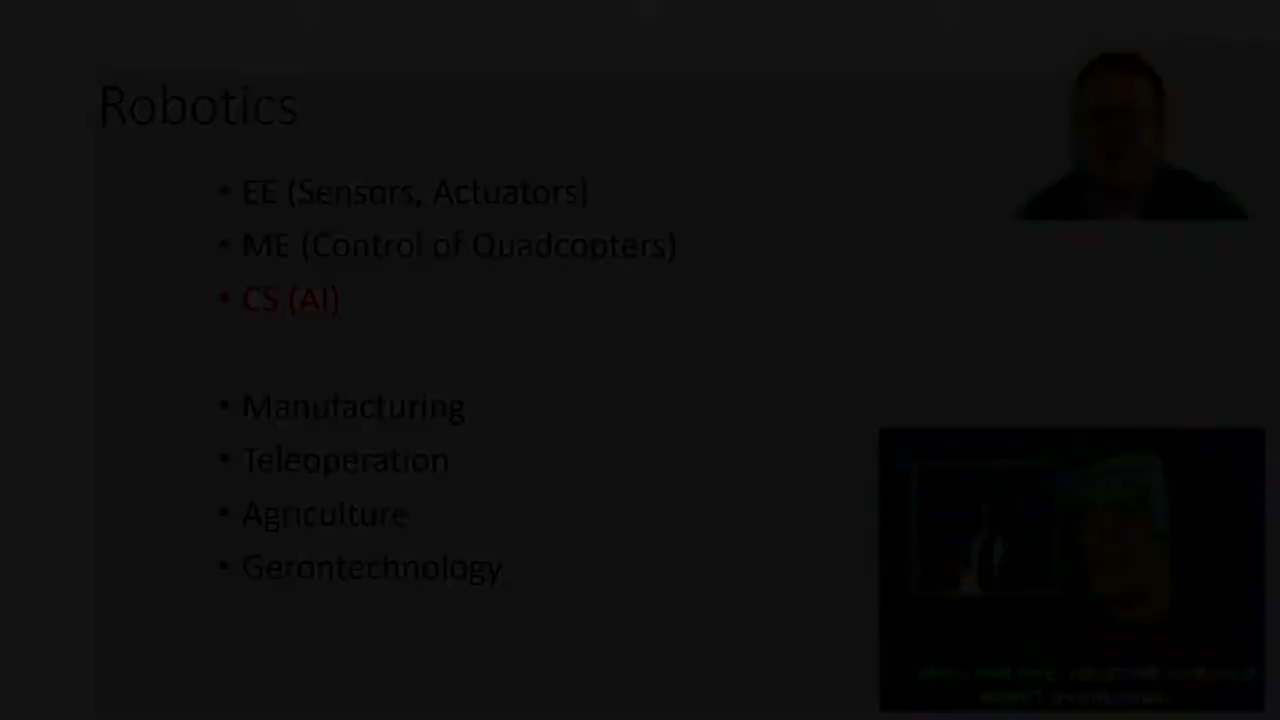 Robotics
• EE (Sensors, Actuators)
• ME (Control of Quadcopters)
• CS (AI)
• Manufacturing
• Teleoperation
• Agriculture
• Gerontechnology